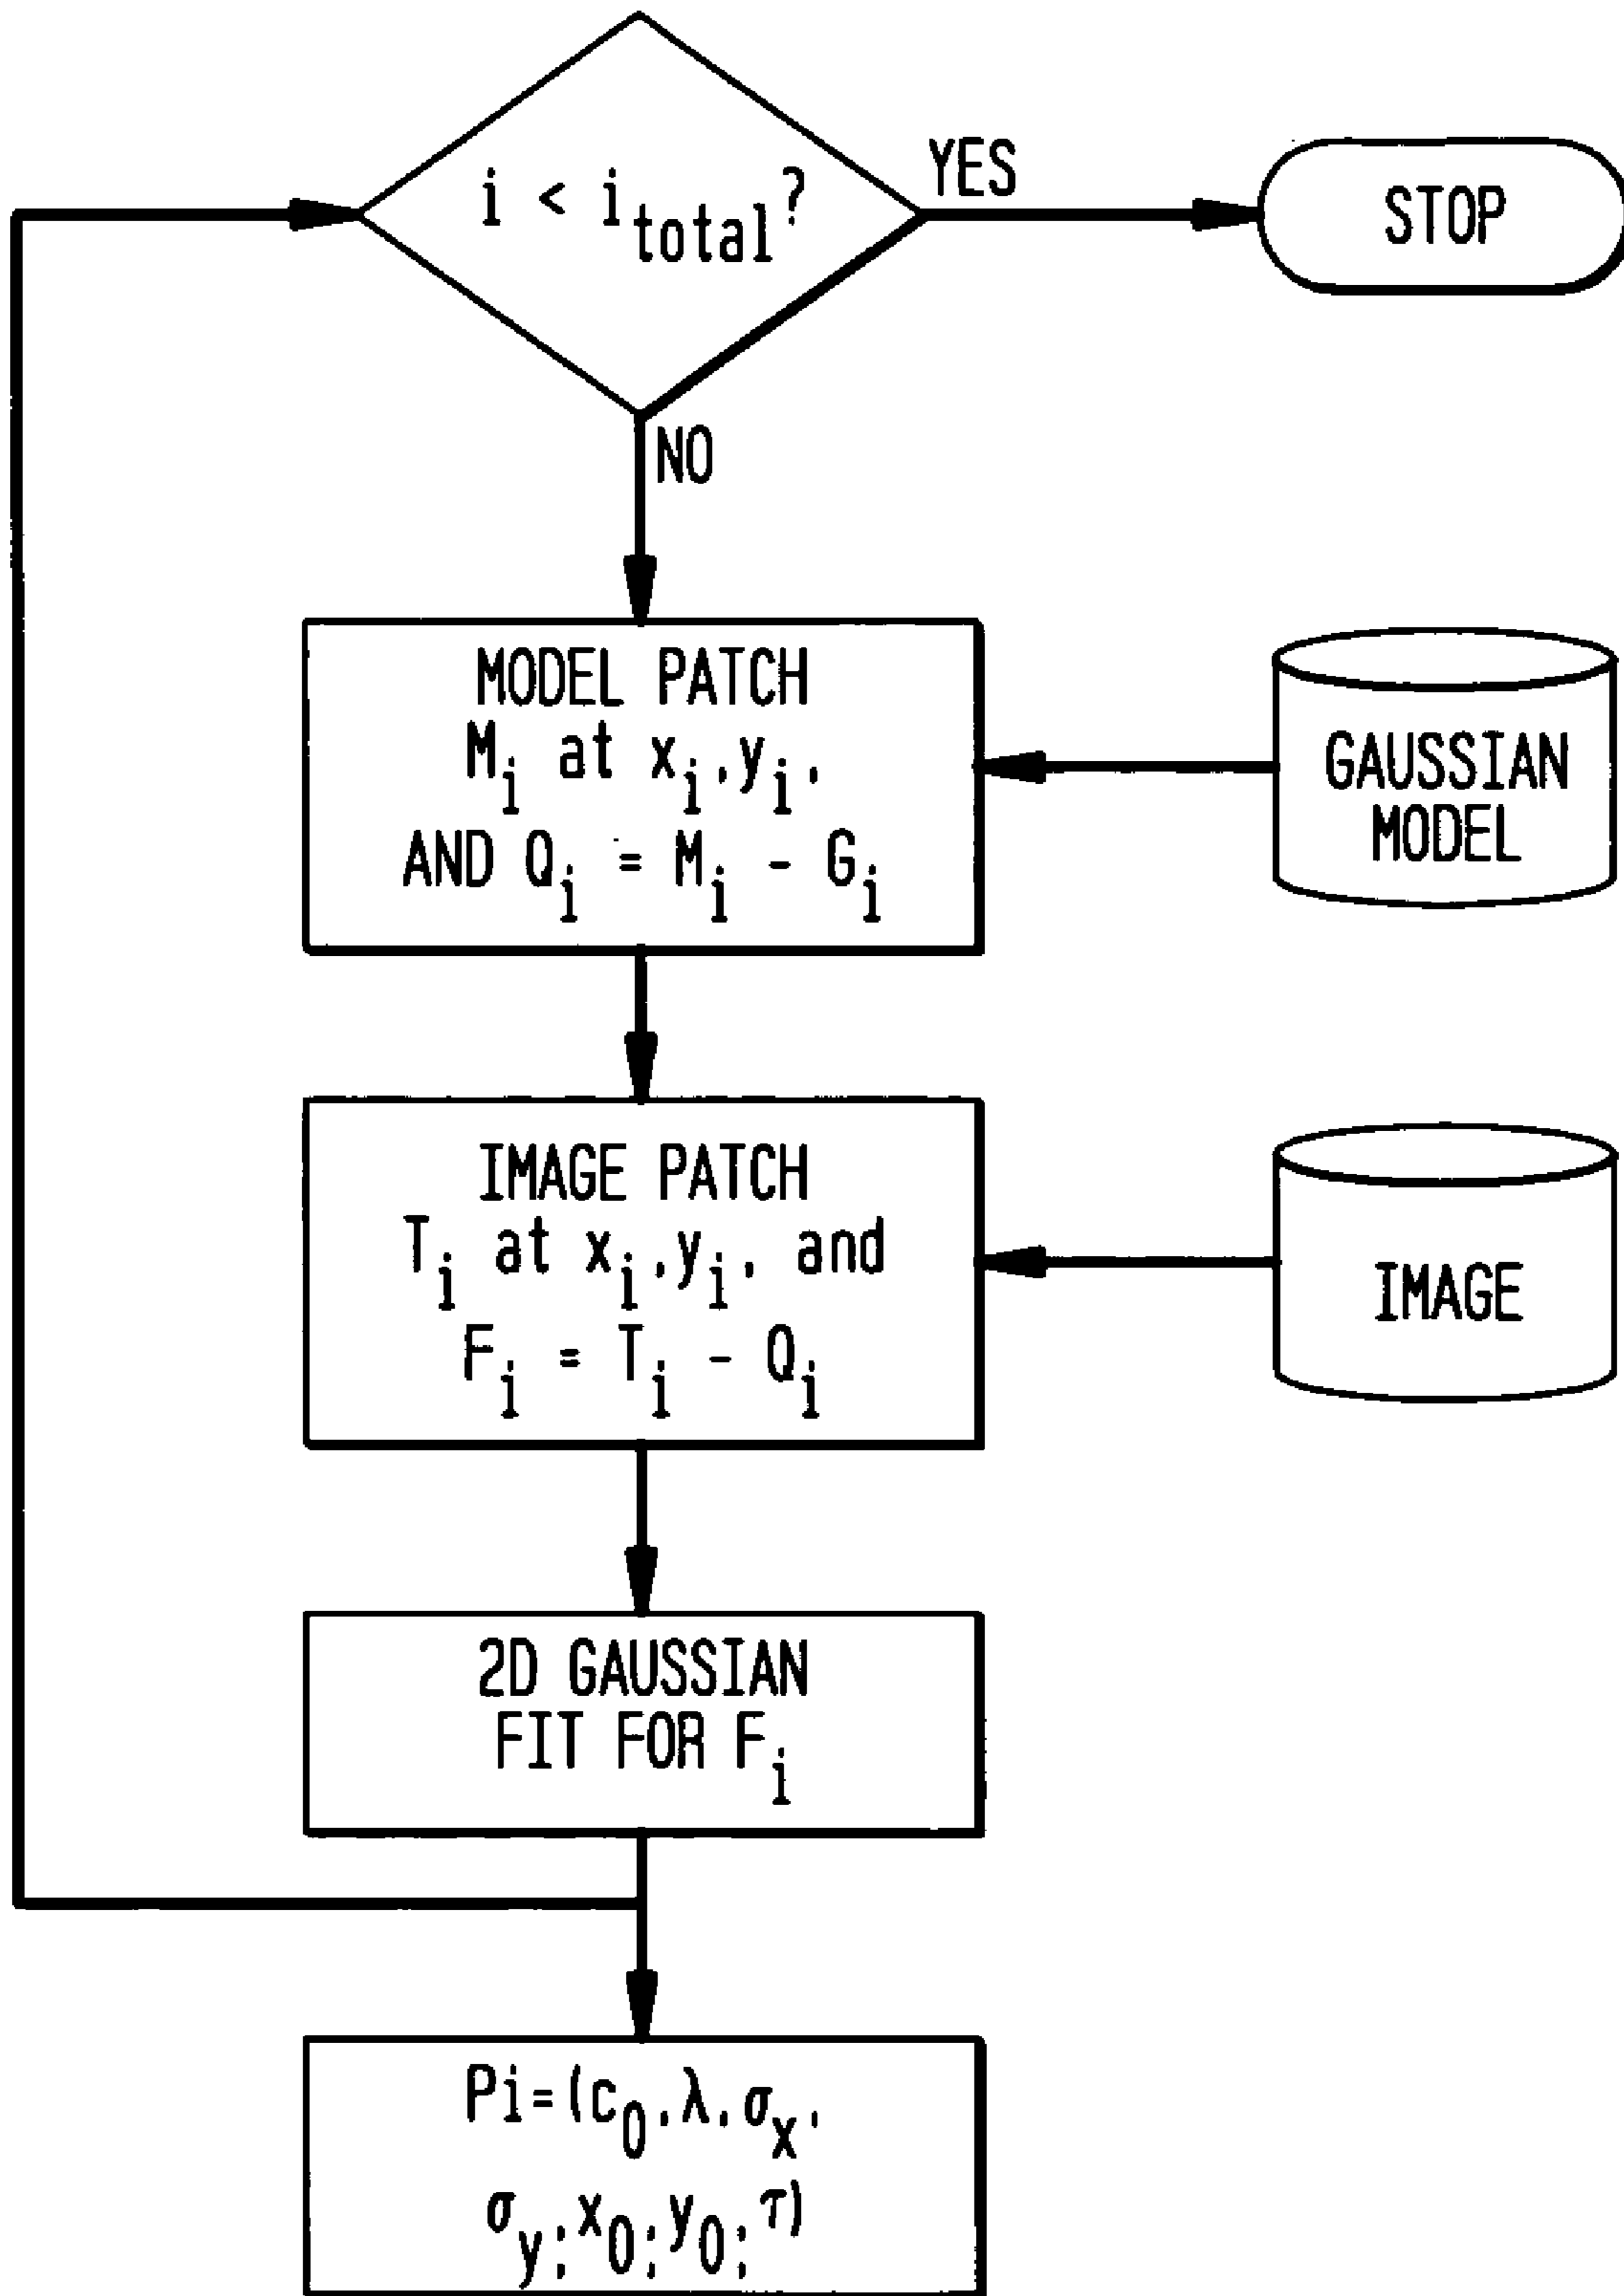 i < i_total?
YES
STOP
NO
MODEL PATCH
M_i at x_i, y_i,
AND Q_i = M_i - G_i
GAUSSIAN
MODEL
IMAGE PATCH
T_i at x_i, y_i, and
F_i = T_i - Q_i
IMAGE
2D GAUSSIAN
FIT FOR F_i
Pi=(c_0, λ, σ_x,
σ_y; x_0; y_0; τ)